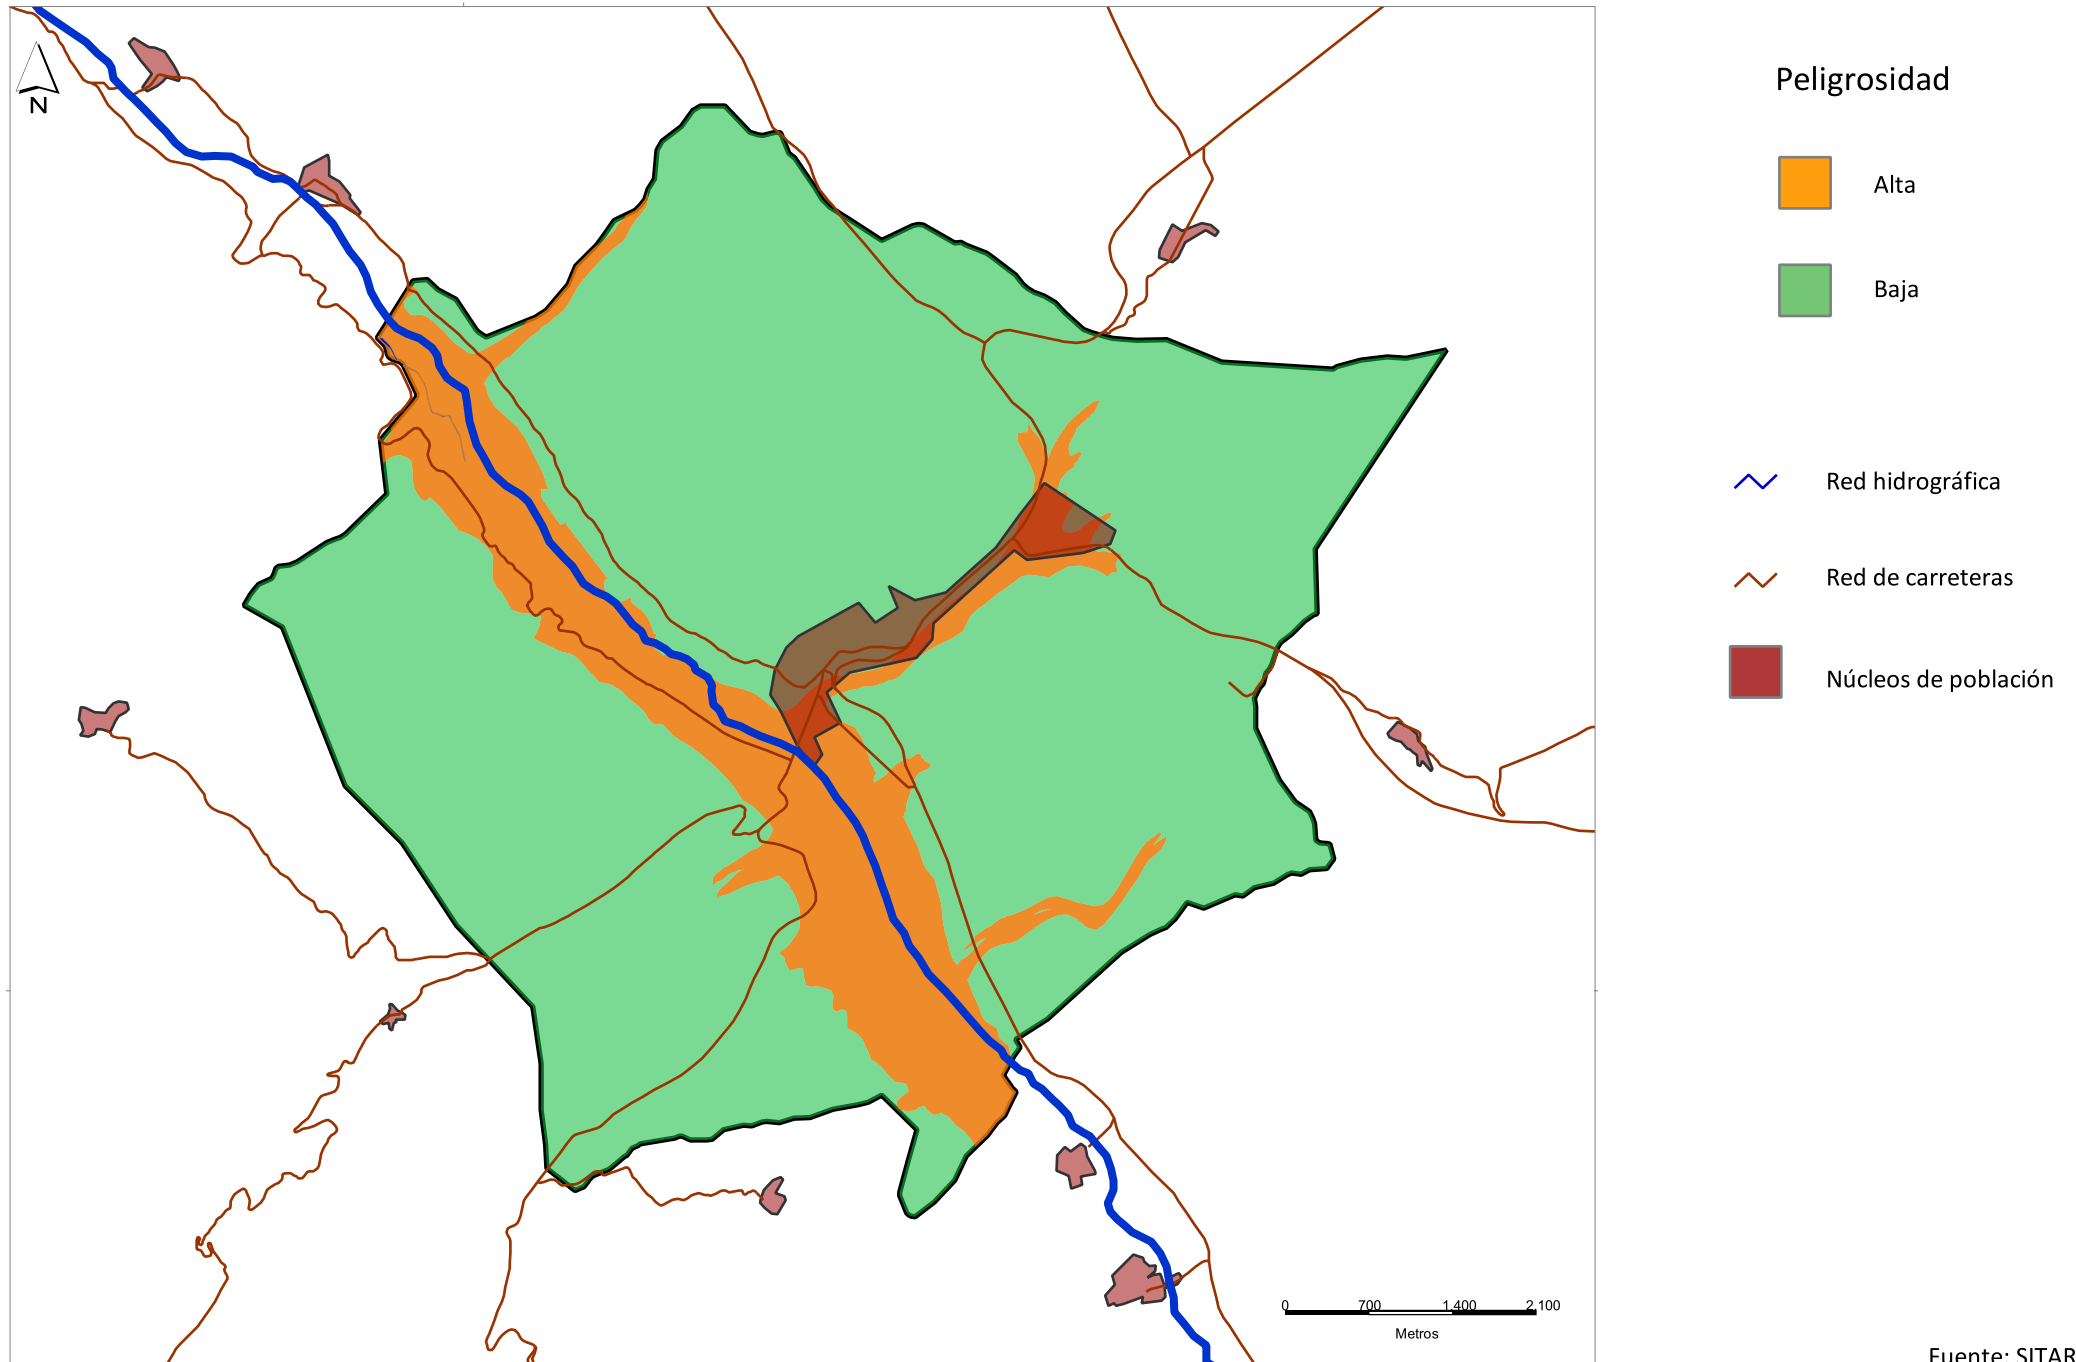 N
Peligrosidad
Alta
Baja
Red hidrográfica
Red de carreteras
Núcleos de población
0 700 1.400 2.100
Metros
Fuente: SITAR